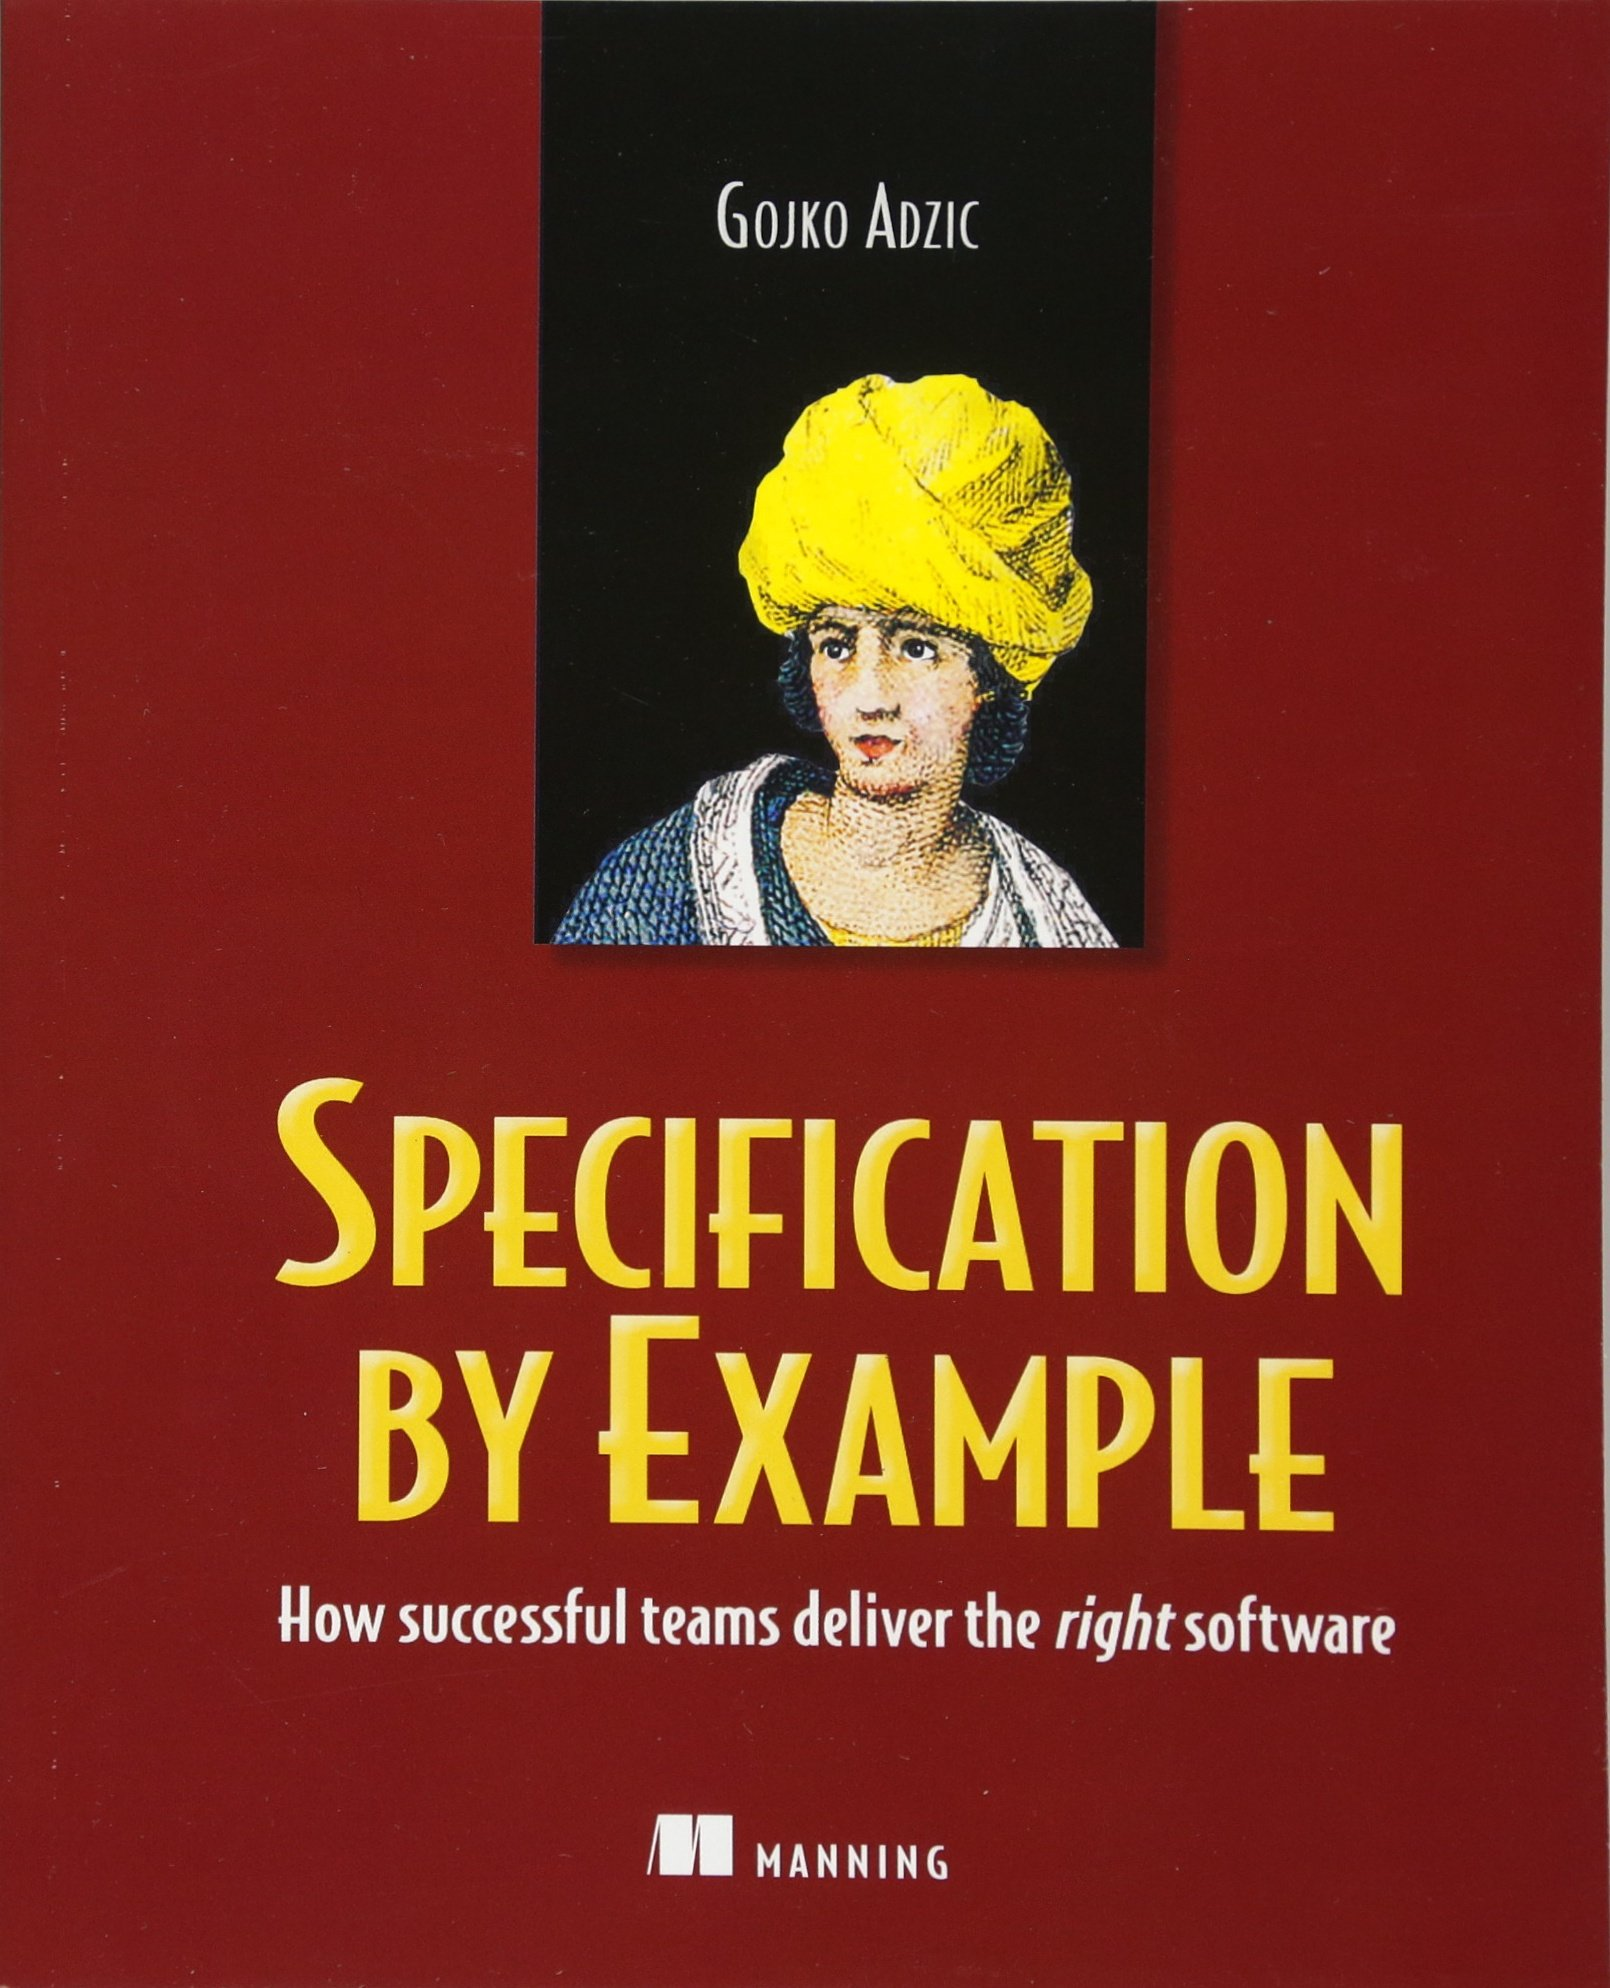 GOJKO ADZIC
SPECIFICATION
BY EXAMPLE
How successful teams deliver the right software
MANNING